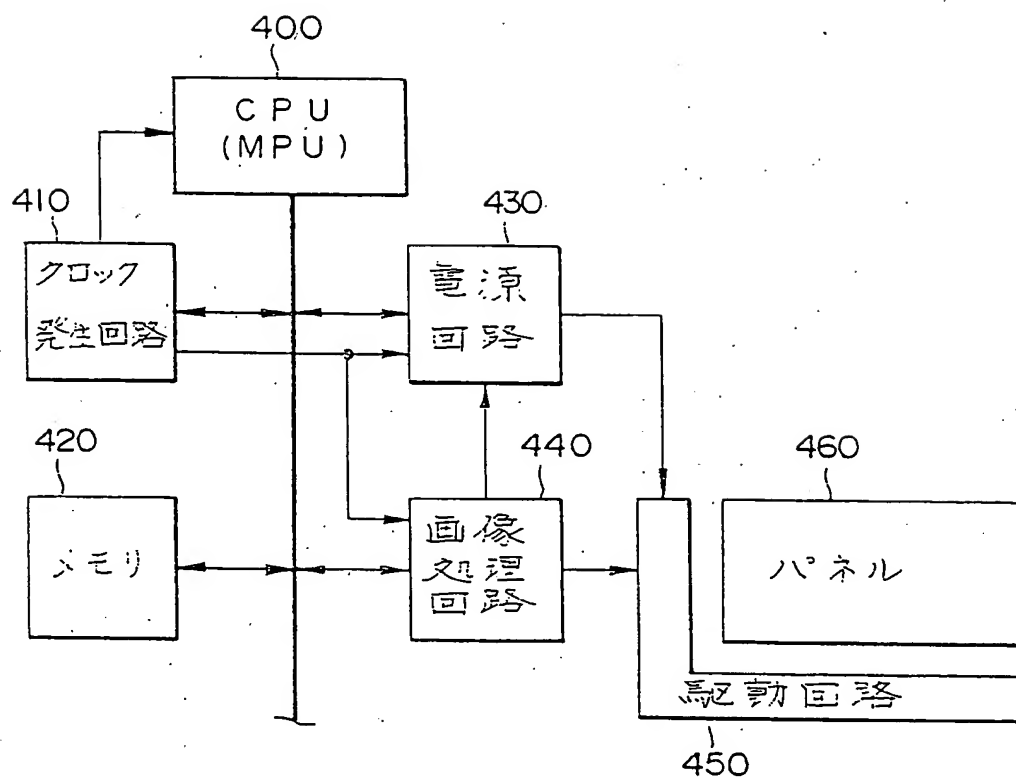 400
CPU
(MPU)
410
クロック
発生回路
430
電源
回路
420
メモリ
440
画像
処理
回路
460
パネル
駆動回路
450